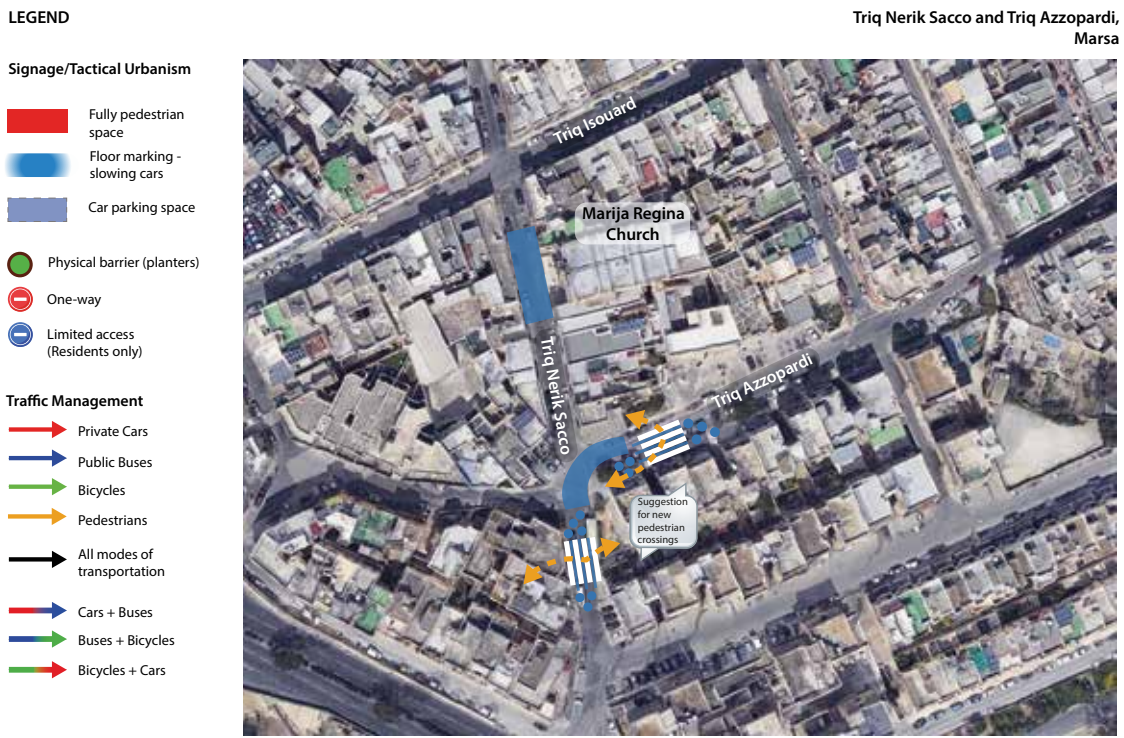 LEGEND
Triq Nerik Sacco and Triq Azzopardi,
Marsa
Signage/Tactical Urbanism
Fully pedestrian
space
Floor marking -
slowing cars
Car parking space
Physical barrier (planters)
One-way
Limited access
(Residents only)
Traffic Management
Private Cars
Public Buses
Bicycles
Pedestrians
All modes of
transportation
Cars + Buses
Buses + Bicycles
Bicycles + Cars
Triq Isouard
Marija Regina
Church
Triq Nerik Sacco
Triq Azzopardi
Suggestion
for new
pedestrian
crossings